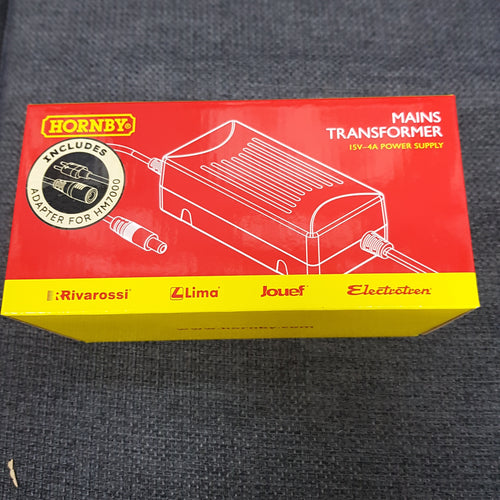 HORNBY®
INCLUDES
ADAPTER FOR HM7000
MAINS
TRANSFORMER
15V-4A POWER SUPPLY
Rivarossi
Lima
Jouef
Electrotren
www.hornby.com